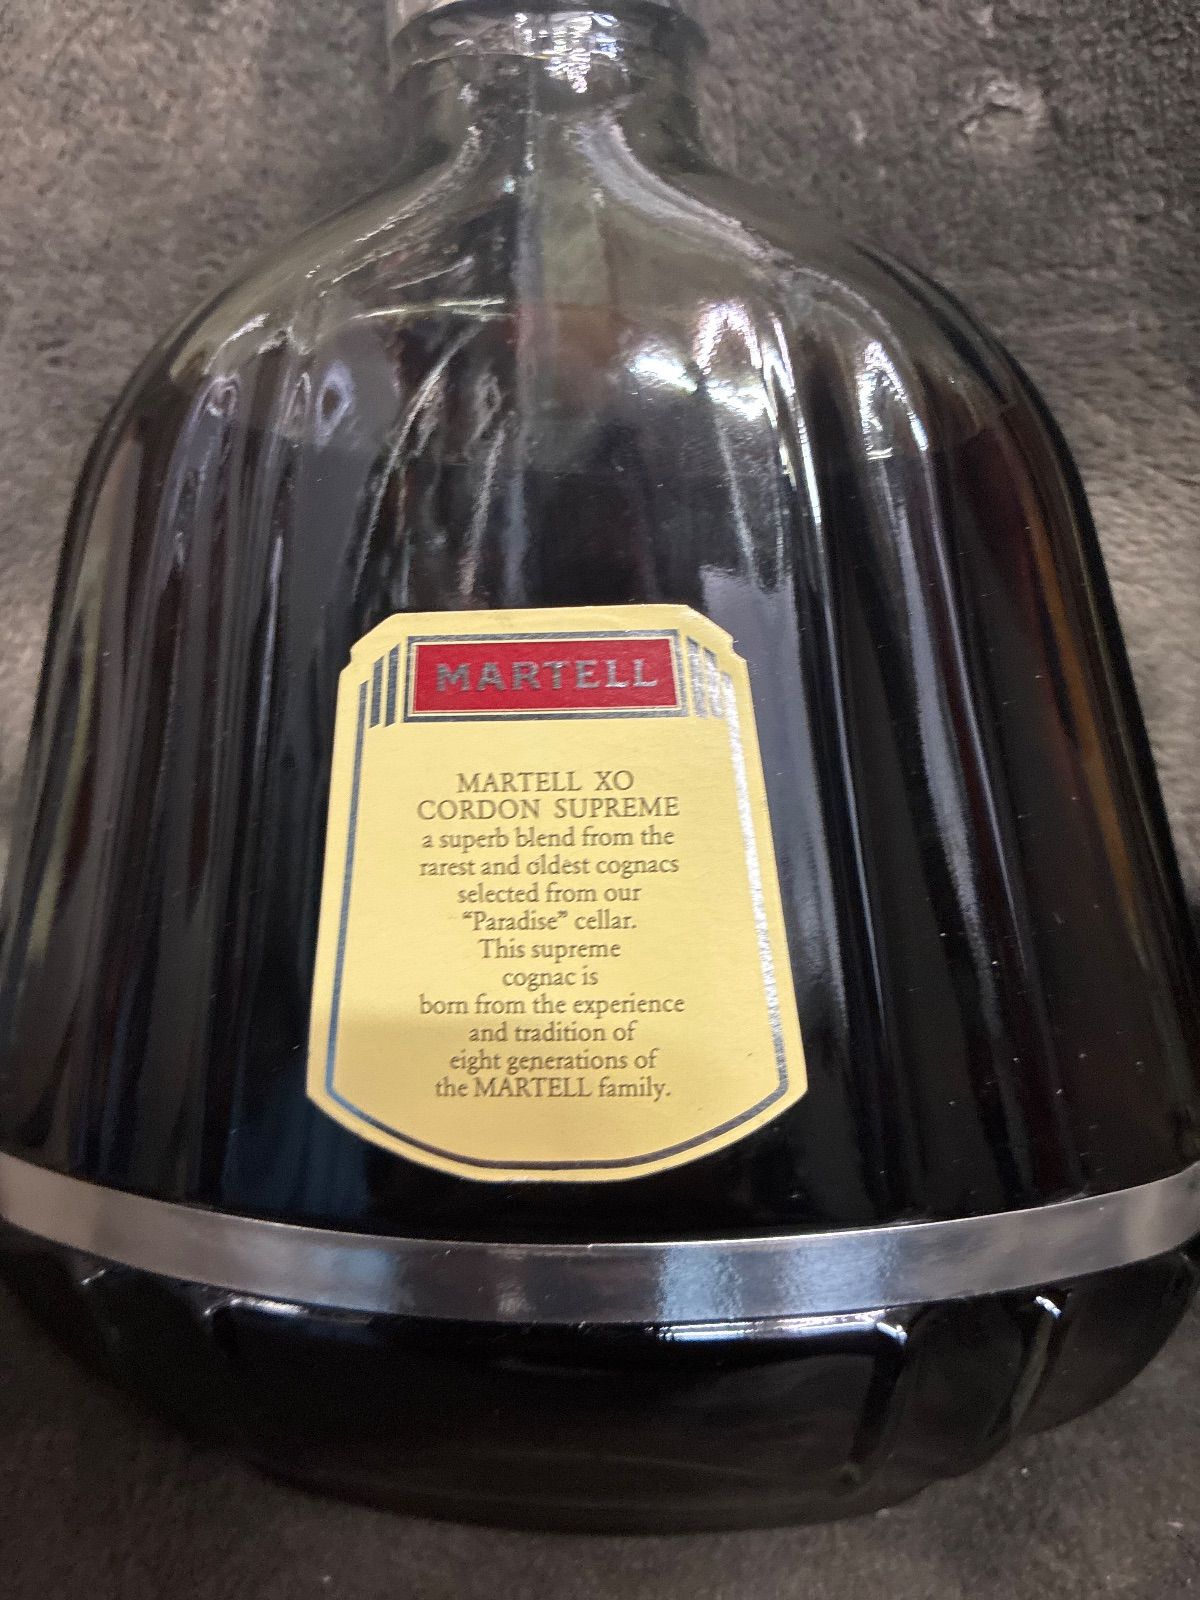 MARTELL
MARTELL XO
CORDON SUPREME
a superb blend from the
rarest and oldest cognacs
selected from our
“Paradise” cellar.
This supreme
cognac is
born from the experience
and tradition of
eight generations of
the MARTELL family.